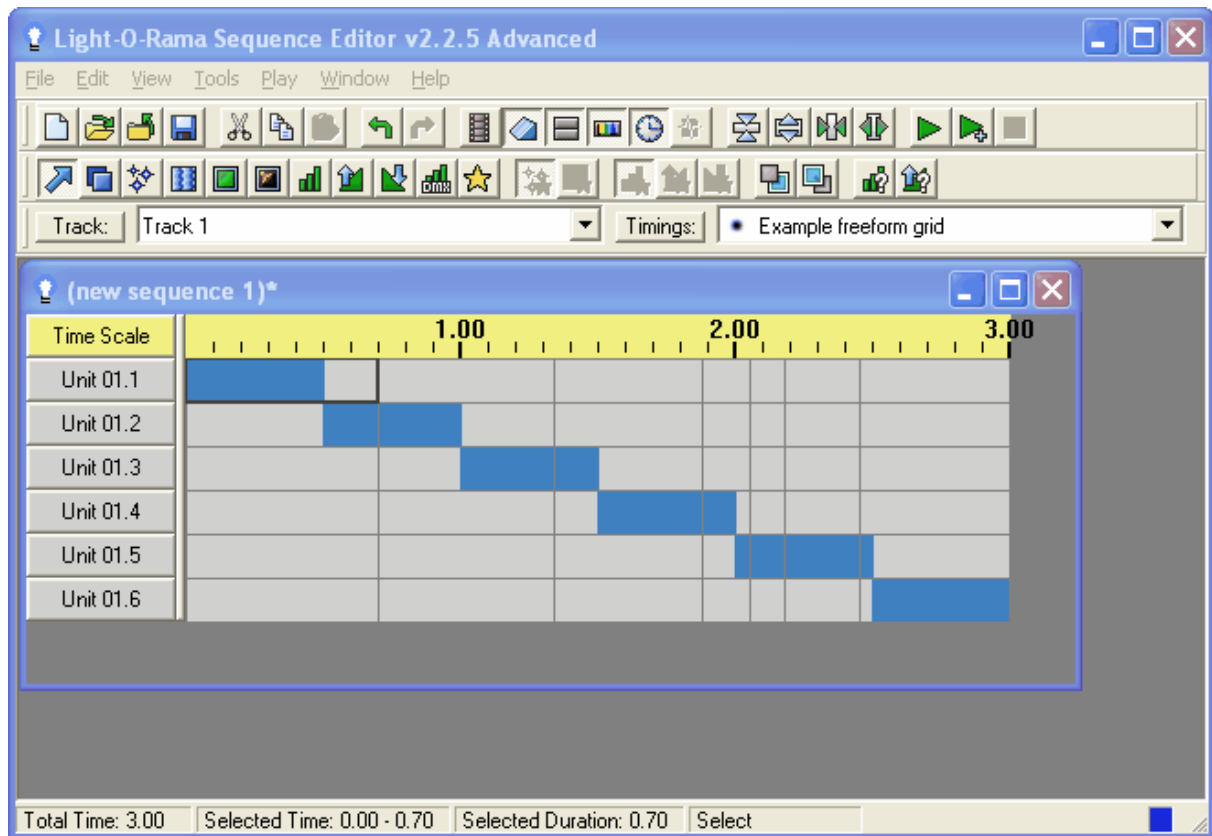 Light-O-Rama Sequence Editor v2.2.5 Advanced
File Edit View Tools Play Window Help
DMX
Track: Track 1 Timings: Example freeform grid
(new sequence 1)*
Time Scale 1.00 2.00 3.00
Unit 01.1
Unit 01.2
Unit 01.3
Unit 01.4
Unit 01.5
Unit 01.6
Total Time: 3.00 Selected Time: 0.00 - 0.70 Selected Duration: 0.70 Select